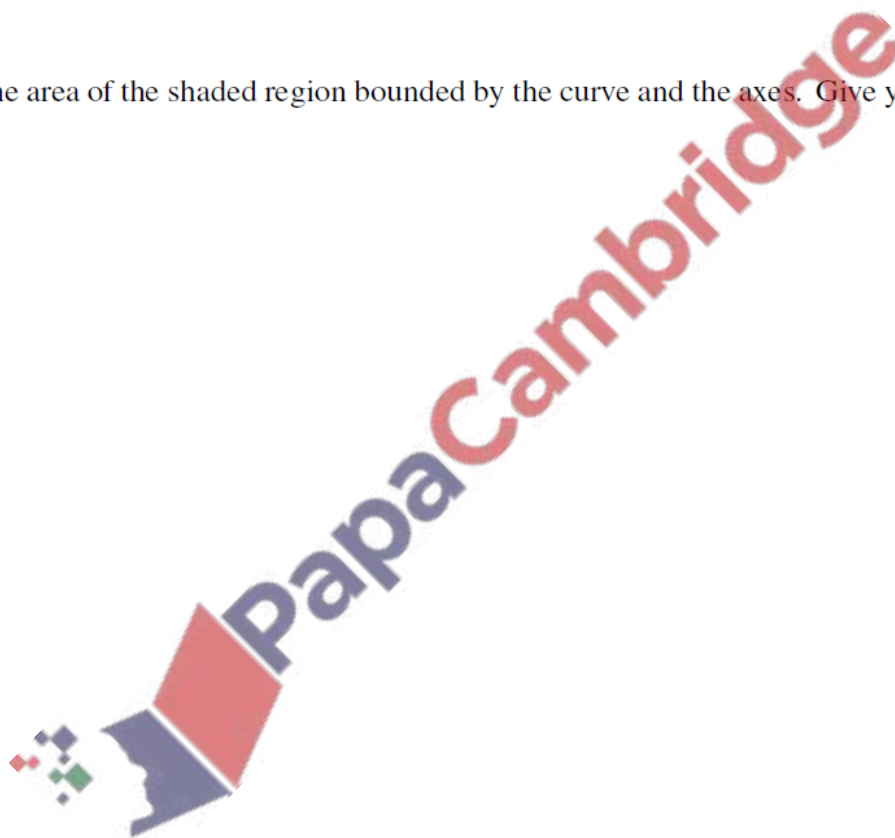 e area of the shaded region bounded by the curve and the axes. Give y
PapaCambridge